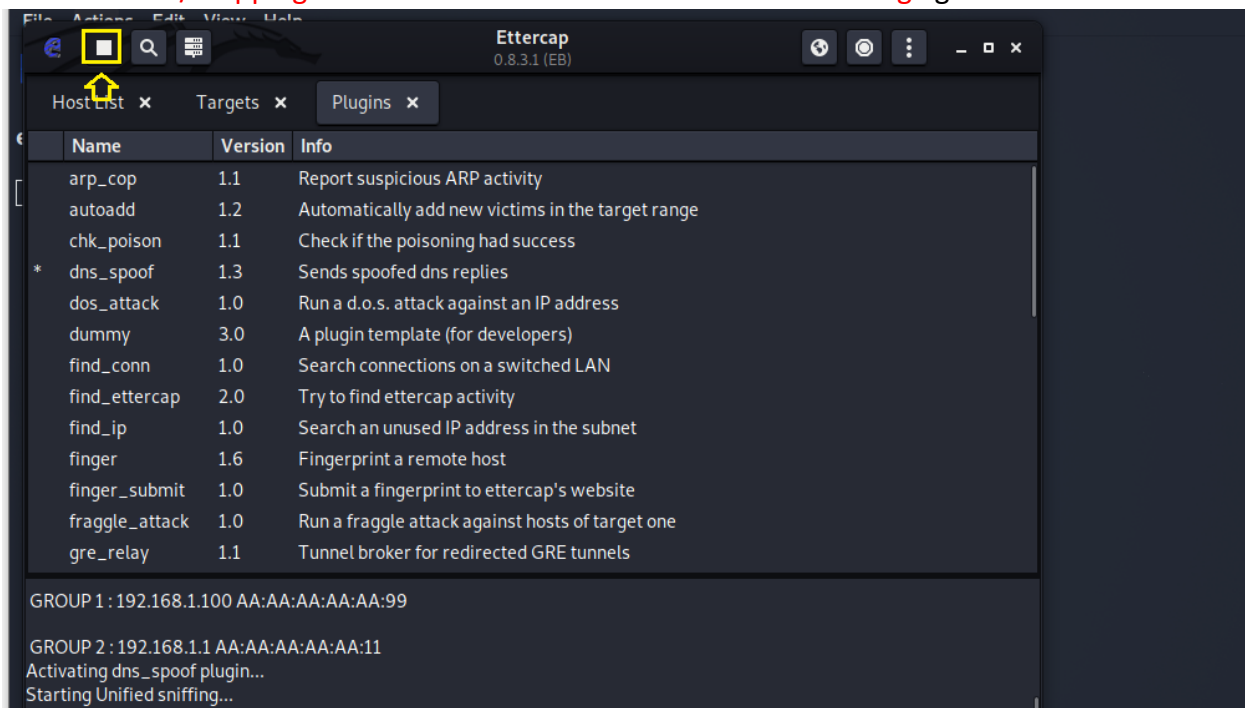 File Actions Edit View Help
Ettercap
0.8.3.1 (EB)
Host List × Targets × Plugins ×
Name Version Info
arp_cop 1.1 Report suspicious ARP activity
autoadd 1.2 Automatically add new victims in the target range
chk_poison 1.1 Check if the poisoning had success
* dns_spoof 1.3 Sends spoofed dns replies
dos_attack 1.0 Run a d.o.s. attack against an IP address
dummy 3.0 A plugin template (for developers)
find_conn 1.0 Search connections on a switched LAN
find_ettercap 2.0 Try to find ettercap activity
find_ip 1.0 Search an unused IP address in the subnet
finger 1.6 Fingerprint a remote host
finger_submit 1.0 Submit a fingerprint to ettercap's website
fraggle_attack 1.0 Run a fraggle attack against hosts of target one
gre_relay 1.1 Tunnel broker for redirected GRE tunnels
GROUP 1 : 192.168.1.100 AA:AA:AA:AA:AA:99
GROUP 2 : 192.168.1.1 AA:AA:AA:AA:AA:11
Activating dns_spoof plugin...
Starting Unified sniffing...